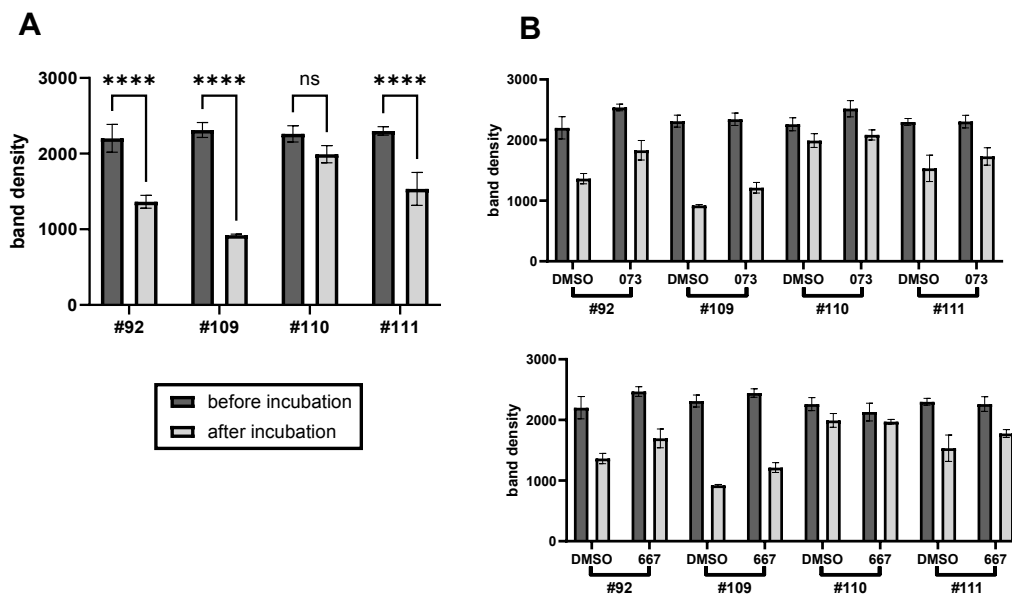 A
band density
3000
2000
1000
0
**** **** ns ****
#92 #109 #110 #111
before incubation
after incubation
B
band density
3000
2000
1000
0
DMSO 073 DMSO 073 DMSO 073 DMSO 073
#92 #109 #110 #111
band density
3000
2000
1000
0
DMSO 667 DMSO 667 DMSO 667 DMSO 667
#92 #109 #110 #111